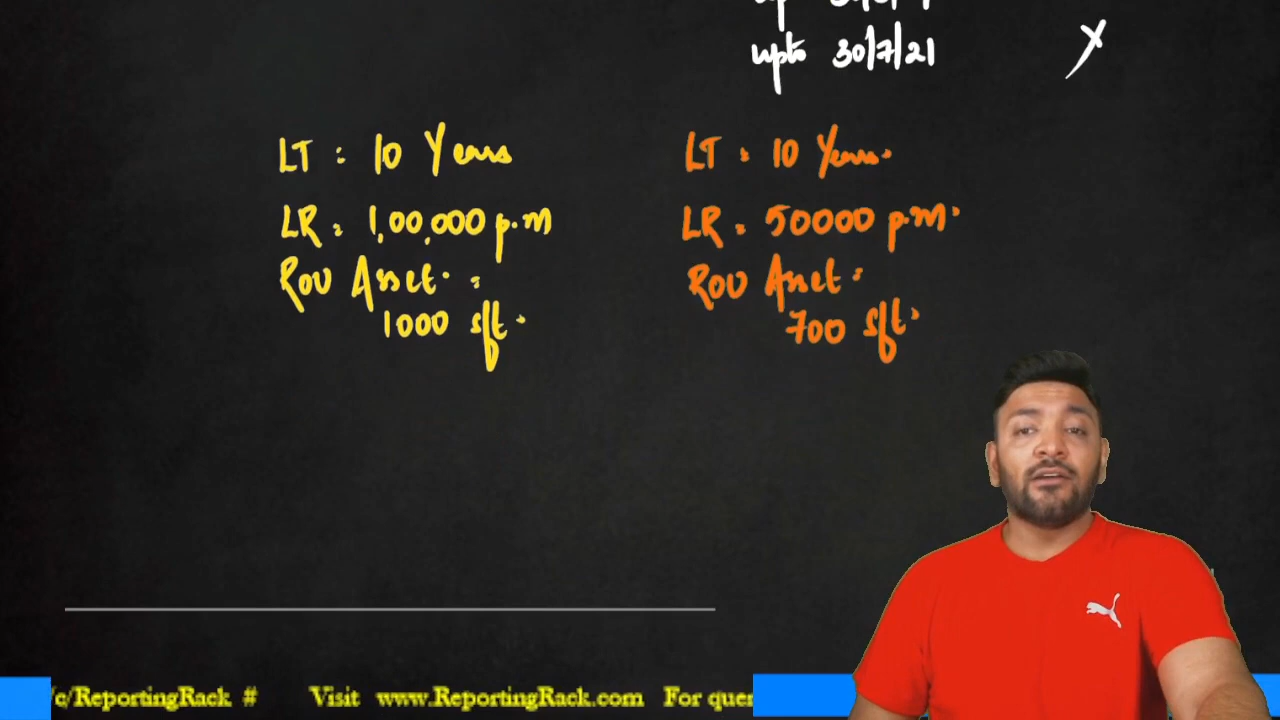 upto 30/7/21
LT : 10 Years
LR = 1,00,000 p.m
ROU Asset =
1000 sft.
LT : 10 Years.
LR = 50000 p.m.
ROU Asset =
700 sft.
/c/ReportingRack # Visit www.ReportingRack.com For